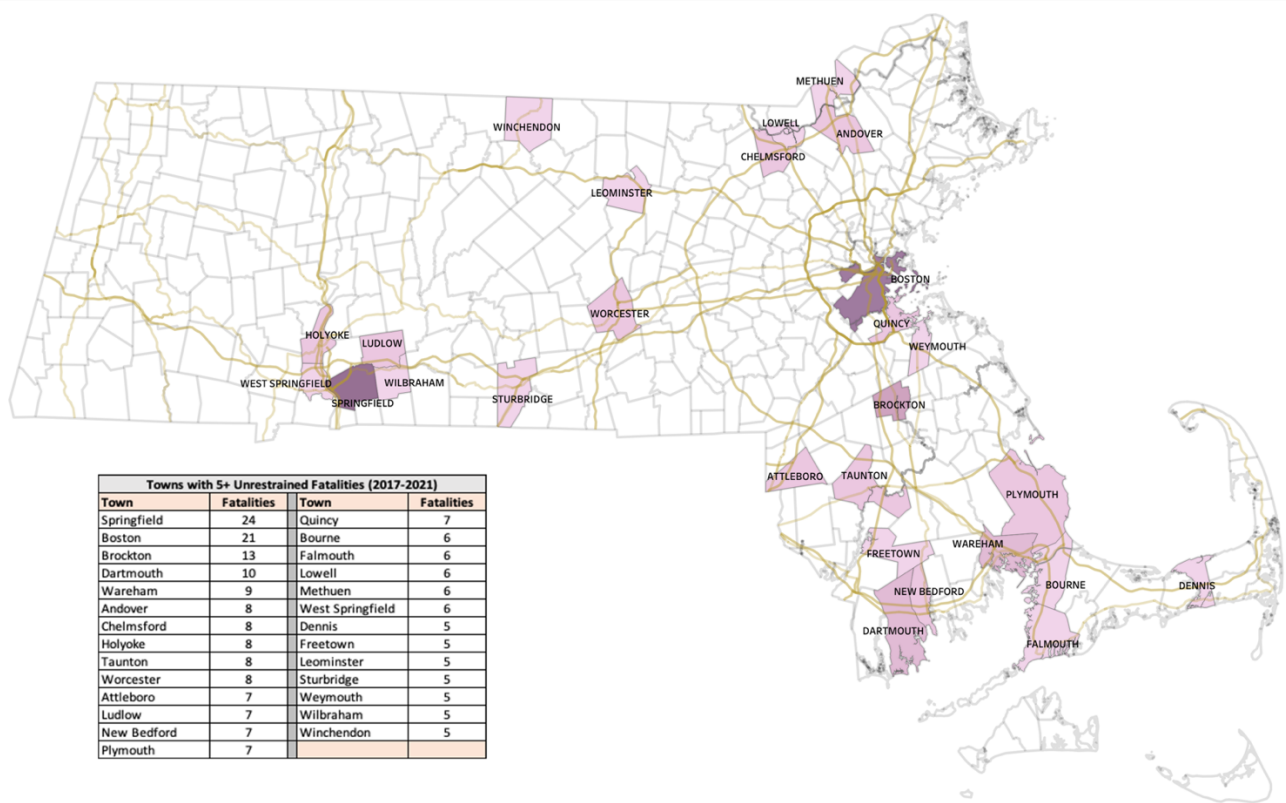 METHUEN
LOWELL
WINCHENDON
ANDOVER
CHELMSFORD
LEOMINSTER
BOSTON
WORCESTER
QUINCY
HOLYOKE
LUDLOW
WEYMOUTH
WEST SPRINGFIELD
WILBRAHAM
STURBRIDGE
SPRINGFIELD
BROCKTON
ATTLEBORO
TAUNTON
PLYMOUTH
WAREHAM
FREETOWN
BOURNE
DENNIS
NEW BEDFORD
DARTMOUTH
FALMOUTH
Towns with 5+ Unrestrained Fatalities (2017-2021)
Town Fatalities Town Fatalities
Springfield 24 Quincy 7
Boston 21 Bourne 6
Brockton 13 Falmouth 6
Dartmouth 10 Lowell 6
Wareham 9 Methuen 6
Andover 8 West Springfield 6
Chelmsford 8 Dennis 5
Holyoke 8 Freetown 5
Taunton 8 Leominster 5
Worcester 8 Sturbridge 5
Attleboro 7 Weymouth 5
Ludlow 7 Wilbraham 5
New Bedford 7 Winchendon 5
Plymouth 7